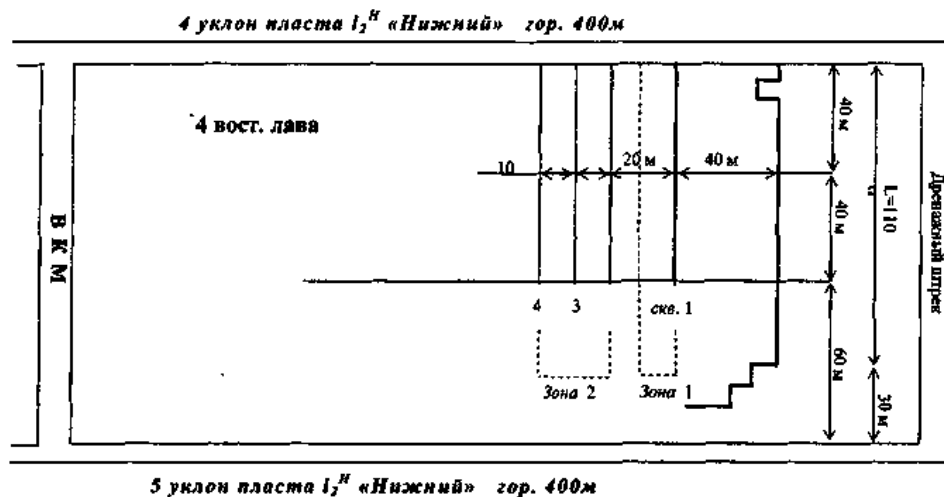 4 уклон пласта l₂ᴴ «Нижний» гор. 400м
4 вост. лава
40 м
10
20 м
40 м
L=110
40 м
Дренажный штрек
ВКМ
4
3
скв. 1
60 м
Зона 2
Зона 1
30 м
5 уклон пласта l₂ᴴ «Нижний» гор. 400м